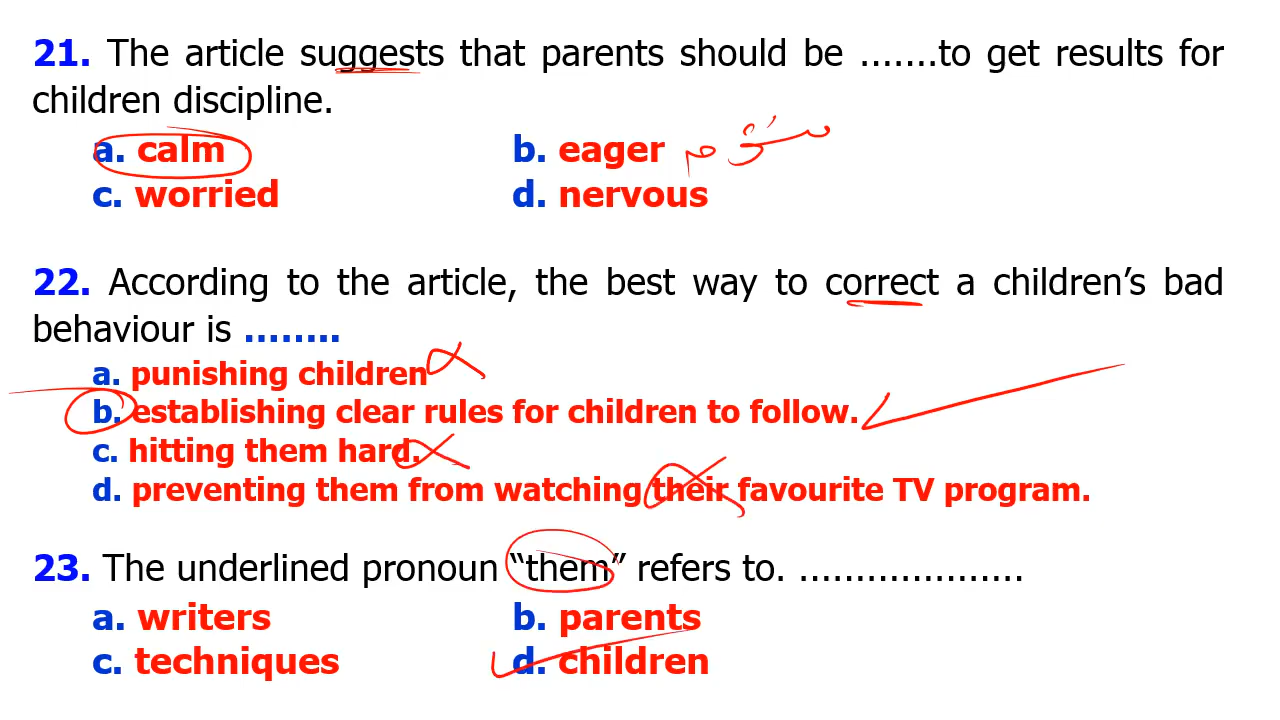 21. The article suggests that parents should be .......to get results for
children discipline.
a. calm b. eager
c. worried d. nervous
22. According to the article, the best way to correct a children’s bad
behaviour is ........
a. punishing children
b. establishing clear rules for children to follow.
c. hitting them hard.
d. preventing them from watching their favourite TV program.
23. The underlined pronoun “them” refers to. ....................
a. writers b. parents
c. techniques d. children